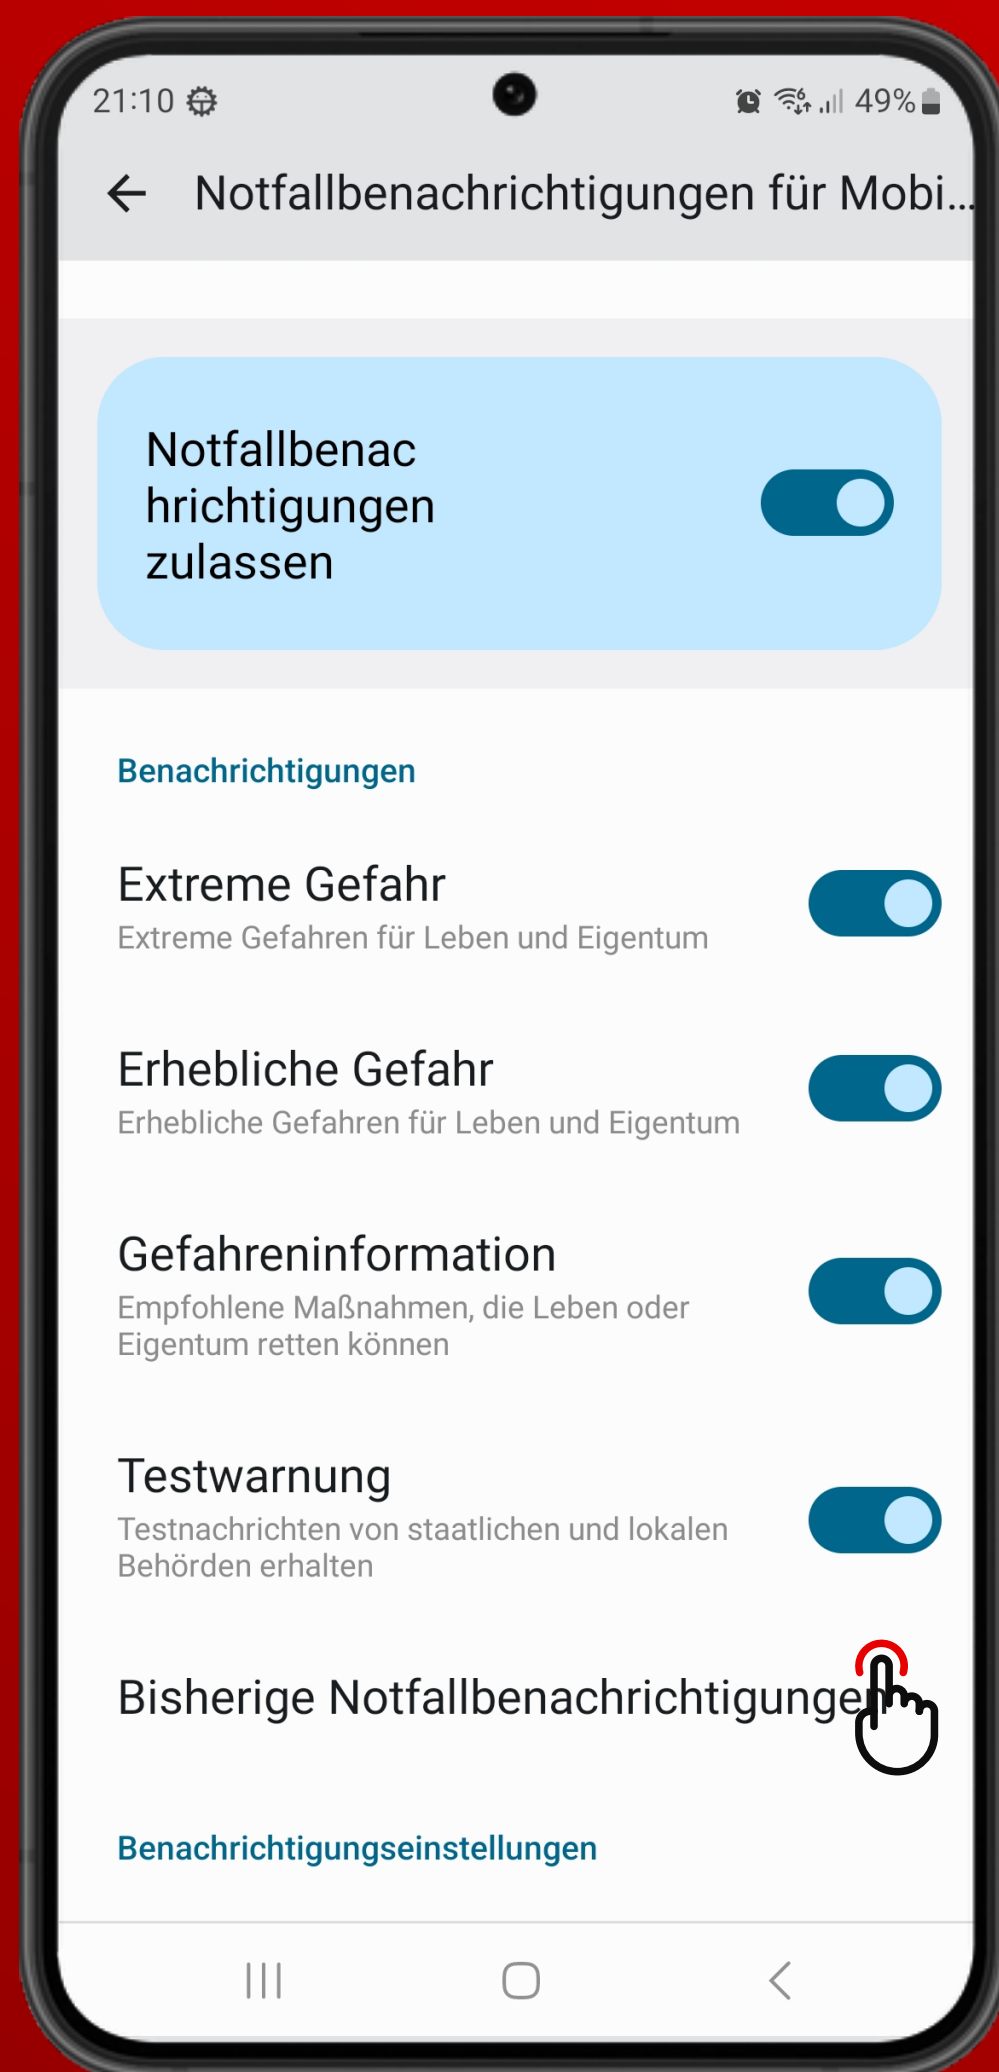 21:10
49%
Notfallbenachrichtigungen für Mobi...
Notfallbenac
hrichtigungen
zulassen
Benachrichtigungen
Extreme Gefahr
Extreme Gefahren für Leben und Eigentum
Erhebliche Gefahr
Erhebliche Gefahren für Leben und Eigentum
Gefahreninformation
Empfohlene Maßnahmen, die Leben oder
Eigentum retten können
Testwarnung
Testnachrichten von staatlichen und lokalen
Behörden erhalten
Bisherige Notfallbenachrichtigungen
Benachrichtigungseinstellungen